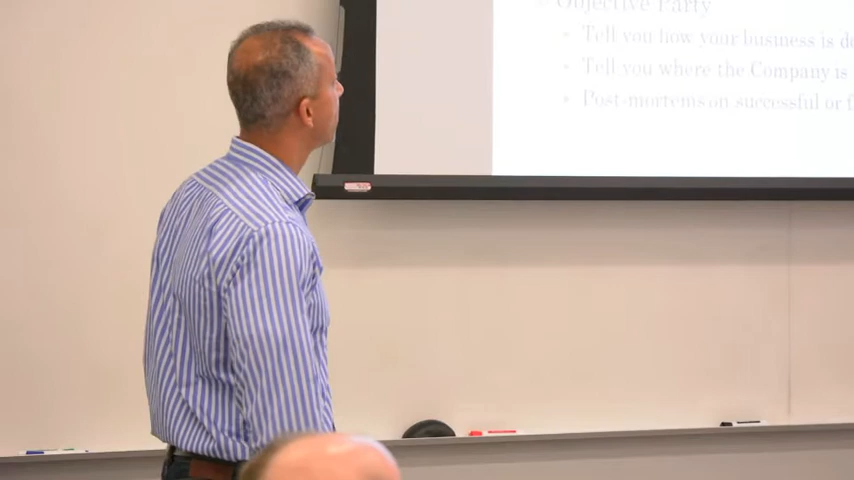 Objective Party
Tell you how your business is
Tell you where the Company is
Post-mortems on successful or